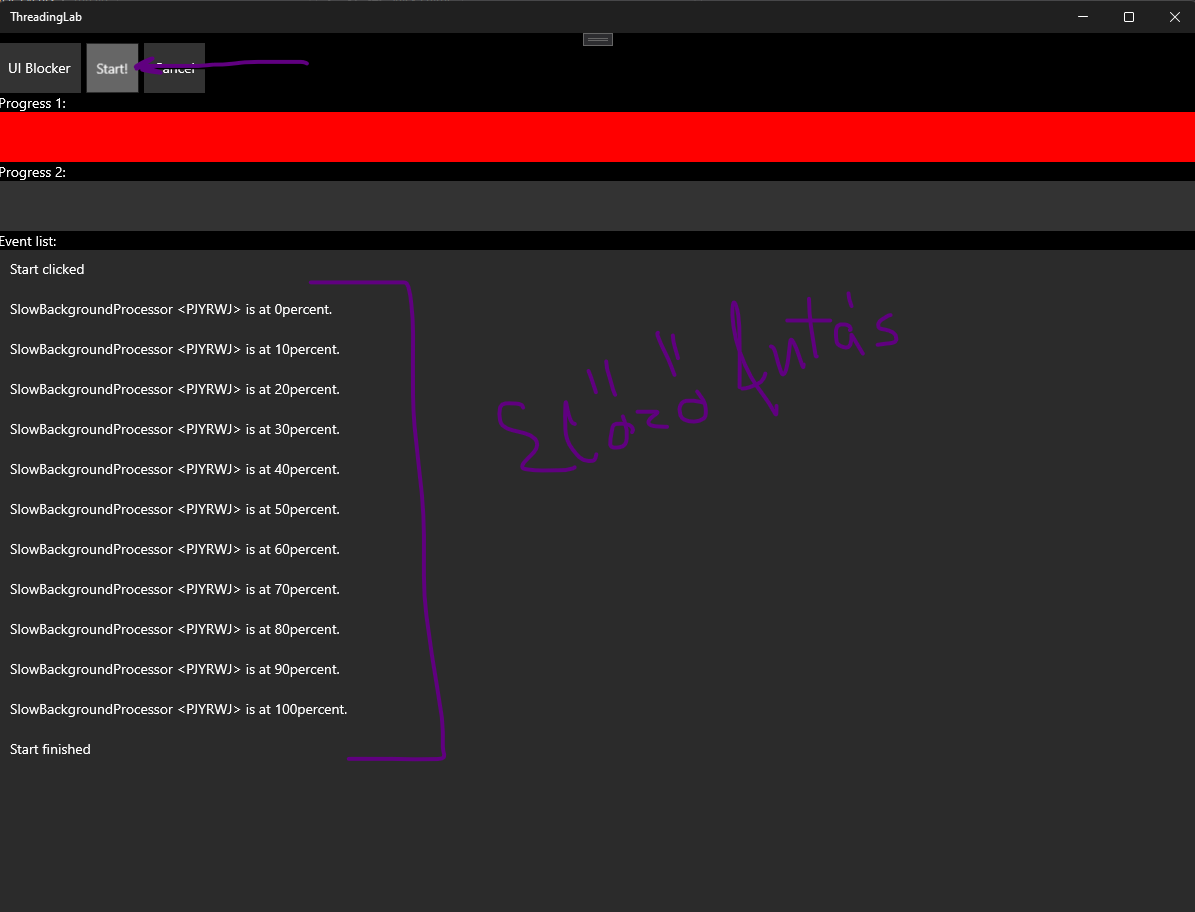 ThreadingLab
UI Blocker Start! Cancel
Progress 1:
Progress 2:
Event list:
Start clicked
SlowBackgroundProcessor <PJYRWJ> is at 0percent.
SlowBackgroundProcessor <PJYRWJ> is at 10percent.
SlowBackgroundProcessor <PJYRWJ> is at 20percent.
SlowBackgroundProcessor <PJYRWJ> is at 30percent.
SlowBackgroundProcessor <PJYRWJ> is at 40percent.
SlowBackgroundProcessor <PJYRWJ> is at 50percent.
SlowBackgroundProcessor <PJYRWJ> is at 60percent.
SlowBackgroundProcessor <PJYRWJ> is at 70percent.
SlowBackgroundProcessor <PJYRWJ> is at 80percent.
SlowBackgroundProcessor <PJYRWJ> is at 90percent.
SlowBackgroundProcessor <PJYRWJ> is at 100percent.
Start finished
futás